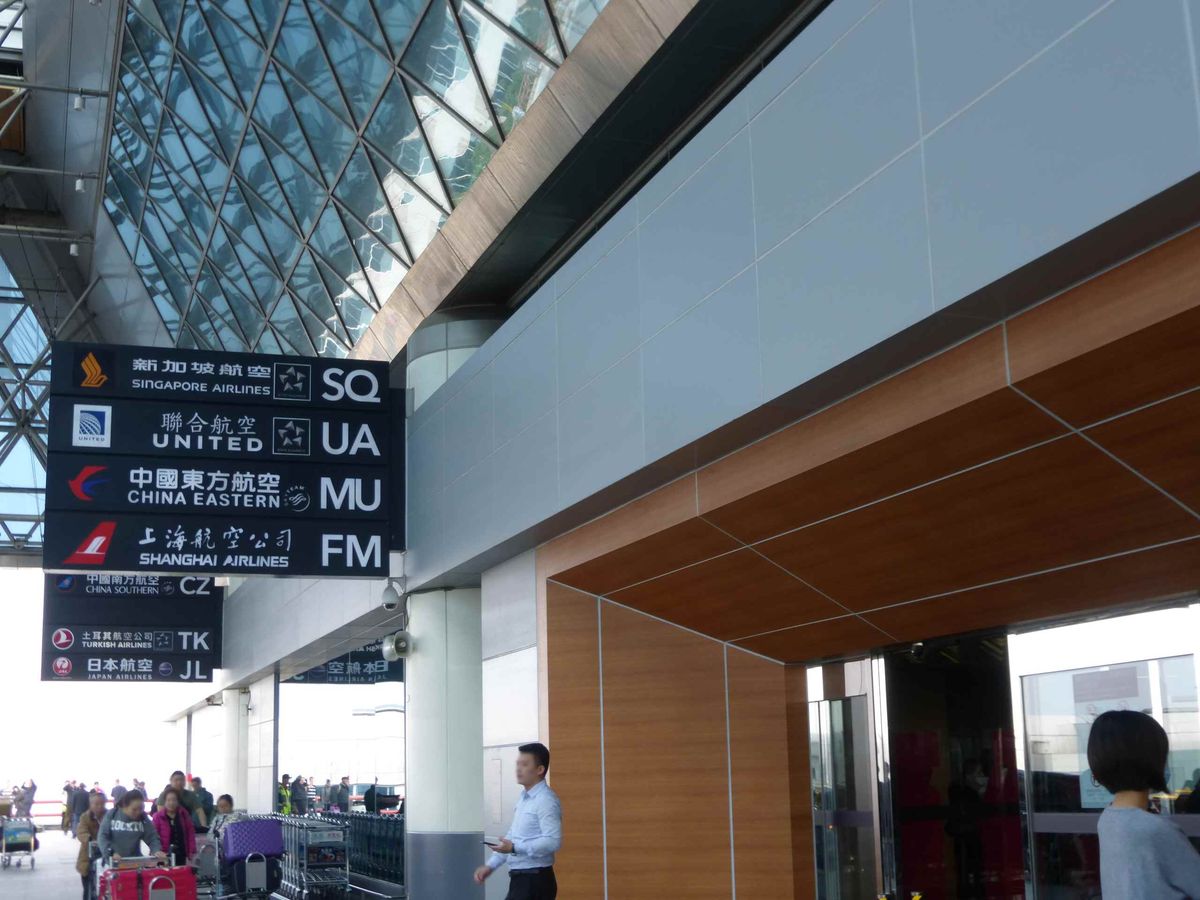 新加坡航空
SINGAPORE AIRLINES
SQ
UNITED
聯合航空
UNITED
UA
中國東方航空
CHINA EASTERN
MU
上海航空公司
SHANGHAI AIRLINES
FM
中國南方航空
CHINA SOUTHERN
CZ
土耳其航空公司
TURKISH AIRLINES
TK
日本航空
JAPAN AIRLINES
JL